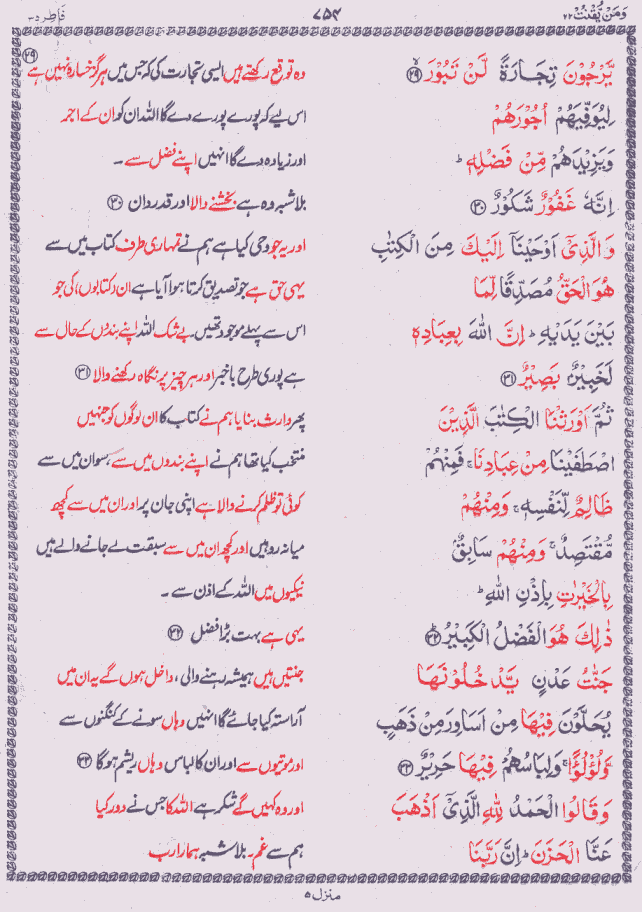 وَمَنْ يَّقْنُتْ ٢٢
٧٥٤
فَاطِر ٣٥
يَّرْجُوْنَ تِجَارَةً لَّنْ تَبُوْرَ ٢٩
وہ توقع رکھتے ہیں ایسی تجارت کی کہ جس میں ہرگز خسارہ نہیں ہے ٢٩
لِيُوَفِّيَهُمْ اُجُوْرَهُمْ
اس لیے کہ پورے پورے دے گا اللہ ان کو ان کے اجر
وَيَزِيْدَهُمْ مِّنْ فَضْلِهٖ ؕ
اور زیادہ دے گا انہیں اپنے فضل سے ۔
اِنَّهٗ غَفُوْرٌ شَكُوْرٌ ٣٠
بلاشبہ وہ ہے بخشنے والا اور قدردان ٣٠
وَالَّذِيْۤ اَوْحَيْنَاۤ اِلَيْكَ مِنَ الْكِتٰبِ
اور یہ جو وحی کیا ہے ہم نے تمہاری طرف کتاب میں سے
هُوَ الْحَقُّ مُصَدِّقًا لِّمَا
یہی حق ہے جو تصدیق کرتا ہوا آیا ہے ان (کتابوں) کی جو
بَيْنَ يَدَيْهِ ؕ اِنَّ اللّٰهَ بِعِبَادِهٖ
اس سے پہلے موجود تھیں۔ بے شک اللہ اپنے بندوں کے حال سے
لَخَبِيْرٌۢ بَصِيْرٌ ٣١
ہے پوری طرح باخبر اور ہر چیز پر نگاہ رکھنے والا ٣١
ثُمَّ اَوْرَثْنَا الْكِتٰبَ الَّذِيْنَ
پھر وارث بنایا ہم نے کتاب کا ان لوگوں کو جنہیں
اصْطَفَيْنَا مِنْ عِبَادِنَا ۚ فَمِنْهُمْ
منتخب کیا تھا ہم نے اپنے بندوں میں سے، سو ان میں سے
ظَالِمٌ لِّنَفْسِهٖ ۚ وَمِنْهُمْ
کوئی تو ظلم کرنے والا ہے اپنی جان پر اور ان میں سے کچھ
مُّقْتَصِدٌ ۚ وَمِنْهُمْ سَابِقٌۢ
میانہ رو ہیں اور کچھ ان میں سے سبقت لے جانے والے ہیں
بِالْخَيْرٰتِ بِاِذْنِ اللّٰهِ ؕ
نیکیوں میں اللہ کے اذن سے ۔
ذٰلِكَ هُوَ الْفَضْلُ الْكَبِيْرُ ؕ ٣٢
یہی ہے بہت بڑا فضل ٣٢
جَنّٰتُ عَدْنٍ يَّدْخُلُوْنَهَا
جنتیں ہیں ہمیشہ رہنے والی، داخل ہوں گے یہ ان میں
يُحَلَّوْنَ فِيْهَا مِنْ اَسَاوِرَ مِنْ ذَهَبٍ
آراستہ کیا جائے گا انہیں وہاں سونے کے کنگنوں سے
وَّلُؤْلُؤًا ۚ وَلِبَاسُهُمْ فِيْهَا حَرِيْرٌ ٣٣
اور موتیوں سے اور ان کا لباس وہاں ریشم ہوگا ٣٣
وَقَالُوا الْحَمْدُ لِلّٰهِ الَّذِيْۤ اَذْهَبَ
اور وہ کہیں گے شکر ہے اللہ کا جس نے دور کیا
عَنَّا الْحَزَنَ ؕ اِنَّ رَبَّنَا
ہم سے غم ۔ بلاشبہ ہمارا رب
منزل ٥